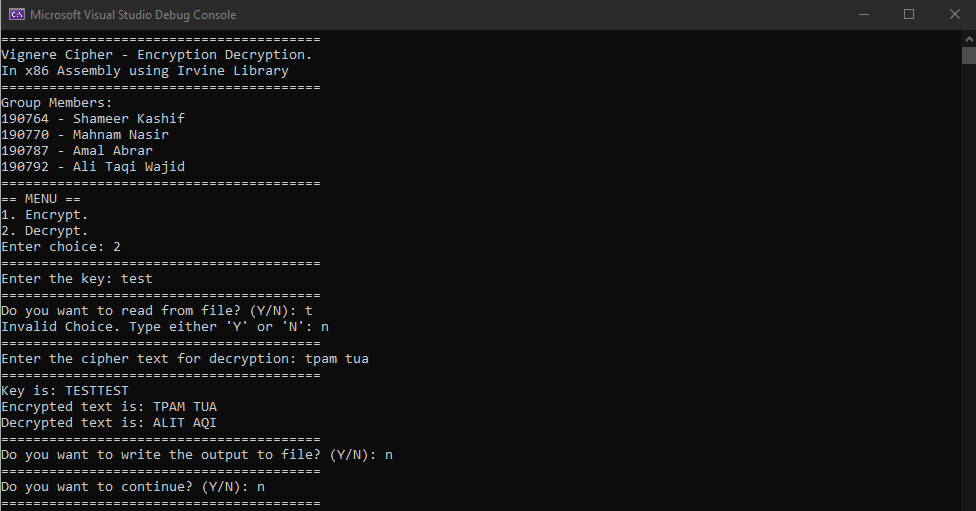 Microsoft Visual Studio Debug Console
========================================
Vignere Cipher - Encryption Decryption.
In x86 Assembly using Irvine Library
========================================
Group Members:
190764 - Shameer Kashif
190770 - Mahnam Nasir
190787 - Amal Abrar
190792 - Ali Taqi Wajid
========================================
== MENU ==
1. Encrypt.
2. Decrypt.
Enter choice: 2
========================================
Enter the key: test
========================================
Do you want to read from file? (Y/N): t
Invalid Choice. Type either 'Y' or 'N': n
========================================
Enter the cipher text for decryption: tpam tua
========================================
Key is: TESTTEST
Encrypted text is: TPAM TUA
Decrypted text is: ALIT AQI
========================================
Do you want to write the output to file? (Y/N): n
========================================
Do you want to continue? (Y/N): n
========================================